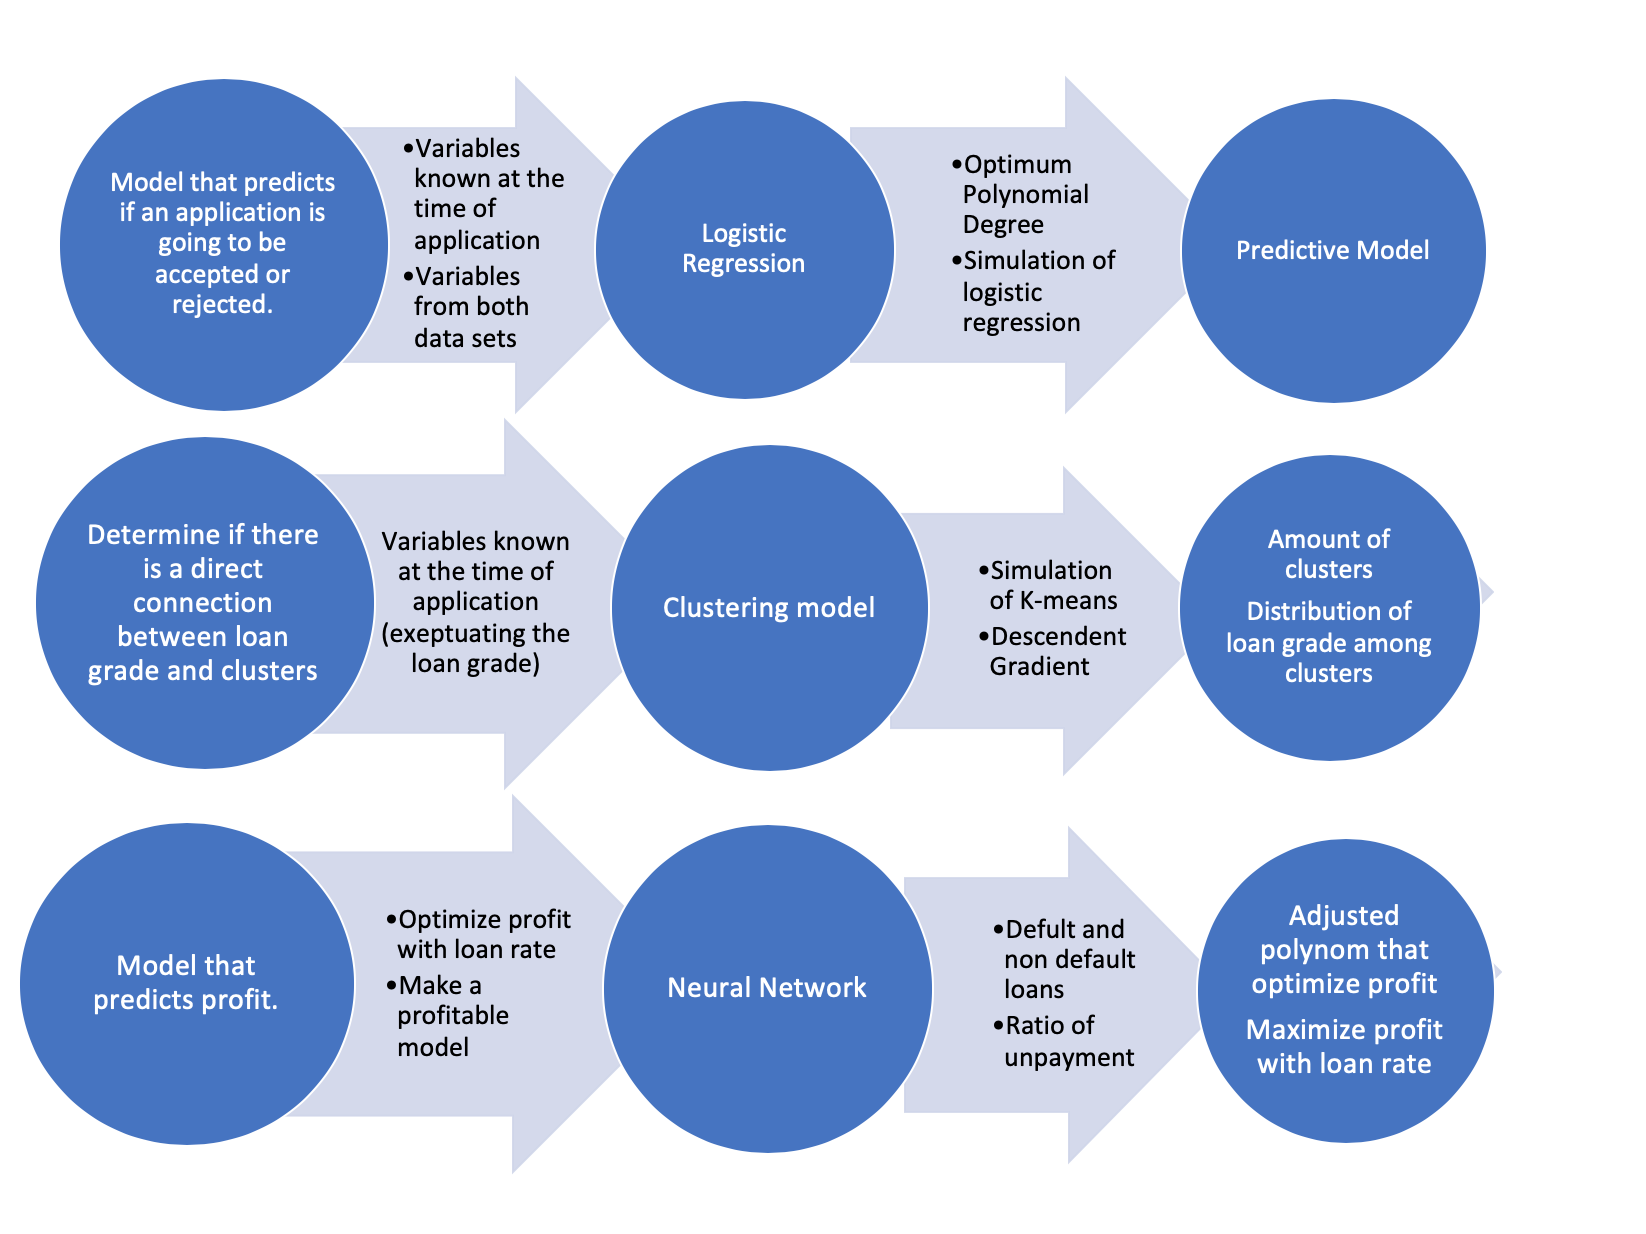 Model that predicts
if an application is
going to be
accepted or
rejected.
•Variables
known at the
time of
application
•Variables
from both
data sets
Logistic
Regression
•Optimum
Polynomial
Degree
•Simulation of
logistic
regression
Predictive Model
Determine if there
is a direct
connection
between loan
grade and clusters
Variables known
at the time of
application
(exeptuating the
loan grade)
Clustering model
•Simulation
of K-means
•Descendent
Gradient
Amount of
clusters
Distribution of
loan grade among
clusters
Model that
predicts profit.
•Optimize profit
with loan rate
•Make a
profitable
model
Neural Network
•Defult and
non default
loans
•Ratio of
unpayment
Adjusted
polynom that
optimize profit
Maximize profit
with loan rate